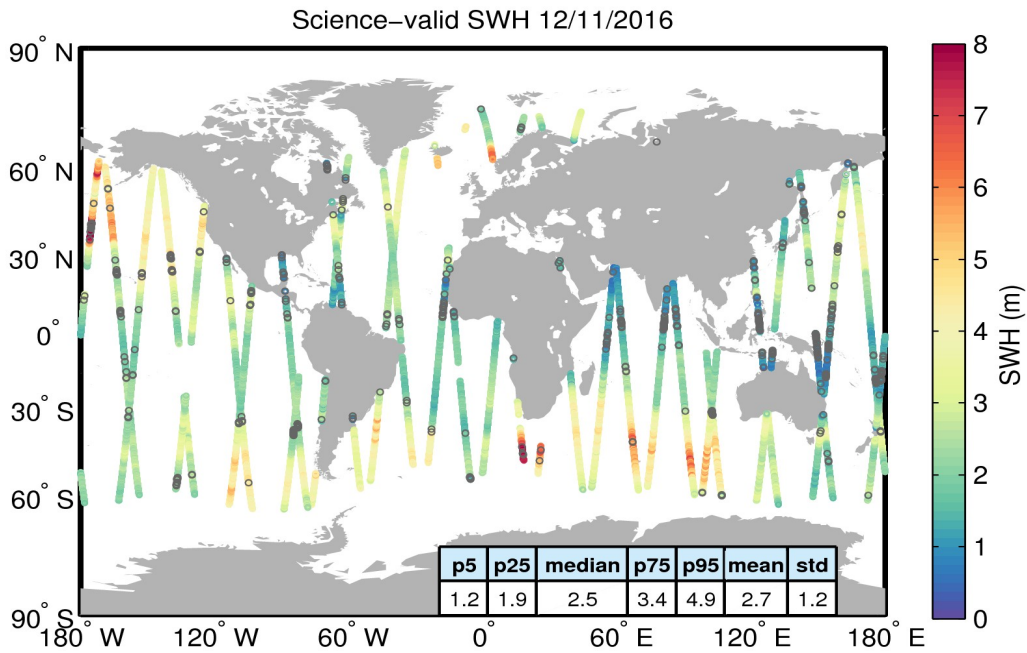 Science−valid SWH 12/11/2016
90° N
60° N
30° N
0°
30° S
60° S
90° S
180° W
120° W
60° W
0°
60° E
120° E
180° E
p5 p25 median p75 p95 mean std
1.2 1.9 2.5 3.4 4.9 2.7 1.2
8
7
6
5
4
3
2
1
0
SWH (m)